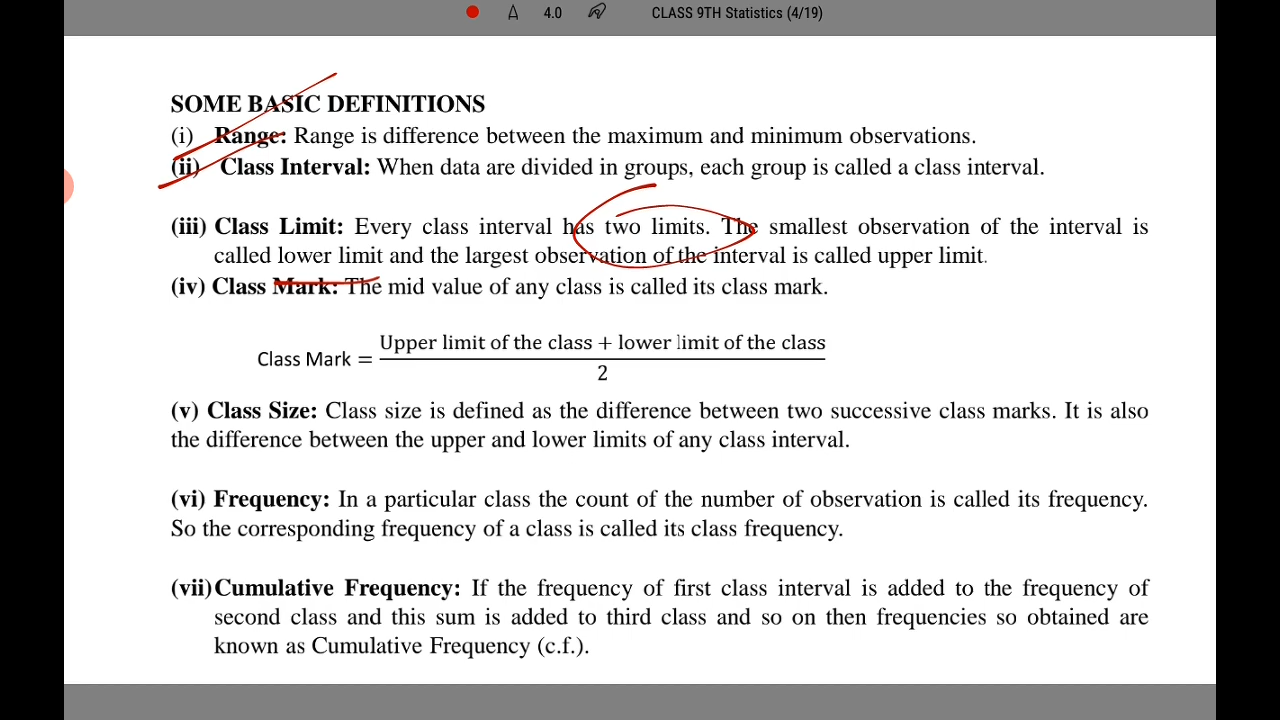 4.0 CLASS 9TH Statistics (4/19)
SOME BASIC DEFINITIONS
(i) Range: Range is difference between the maximum and minimum observations.
(ii) Class Interval: When data are divided in groups, each group is called a class interval.
(iii) Class Limit: Every class interval has two limits. The smallest observation of the interval is
called lower limit and the largest observation of the interval is called upper limit.
(iv) Class Mark: The mid value of any class is called its class mark.
Class Mark = Upper limit of the class + lower limit of the class
2
(v) Class Size: Class size is defined as the difference between two successive class marks. It is also
the difference between the upper and lower limits of any class interval.
(vi) Frequency: In a particular class the count of the number of observation is called its frequency.
So the corresponding frequency of a class is called its class frequency.
(vii) Cumulative Frequency: If the frequency of first class interval is added to the frequency of
second class and this sum is added to third class and so on then frequencies so obtained are
known as Cumulative Frequency (c.f.).